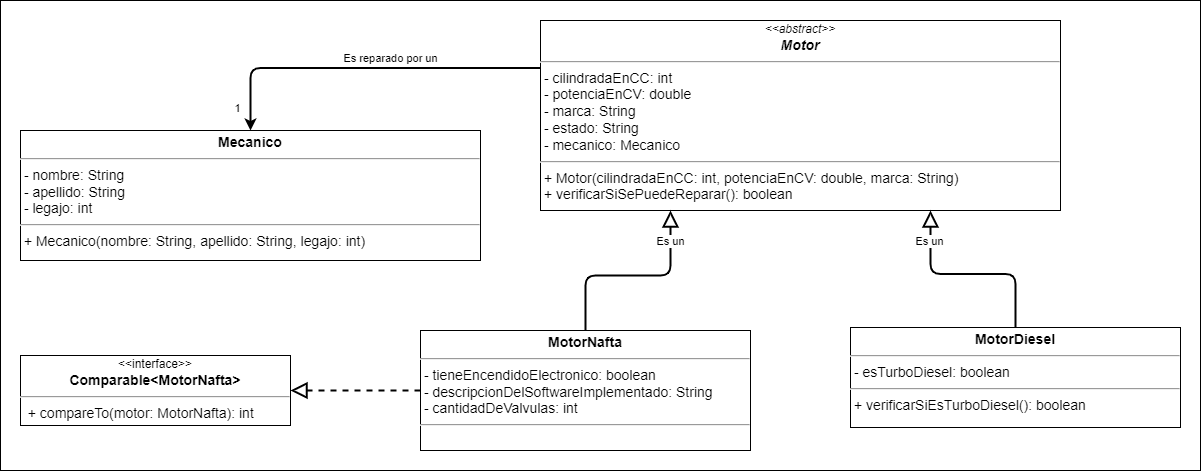 <<abstract>>
Motor
- cilindradaEnCC: int
- potenciaEnCV: double
- marca: String
- estado: String
- mecanico: Mecanico
+ Motor(cilindradaEnCC: int, potenciaEnCV: double, marca: String)
+ verificarSiSePuedeReparar(): boolean
Es reparado por un
1
Mecanico
- nombre: String
- apellido: String
- legajo: int
+ Mecanico(nombre: String, apellido: String, legajo: int)
Es un
Es un
<<interface>>
Comparable<MotorNafta>
+ compareTo(motor: MotorNafta): int
MotorNafta
- tieneEncendidoElectronico: boolean
- descripcionDelSoftwareImplementado: String
- cantidadDeValvulas: int
MotorDiesel
- esTurboDiesel: boolean
+ verificarSiEsTurboDiesel(): boolean